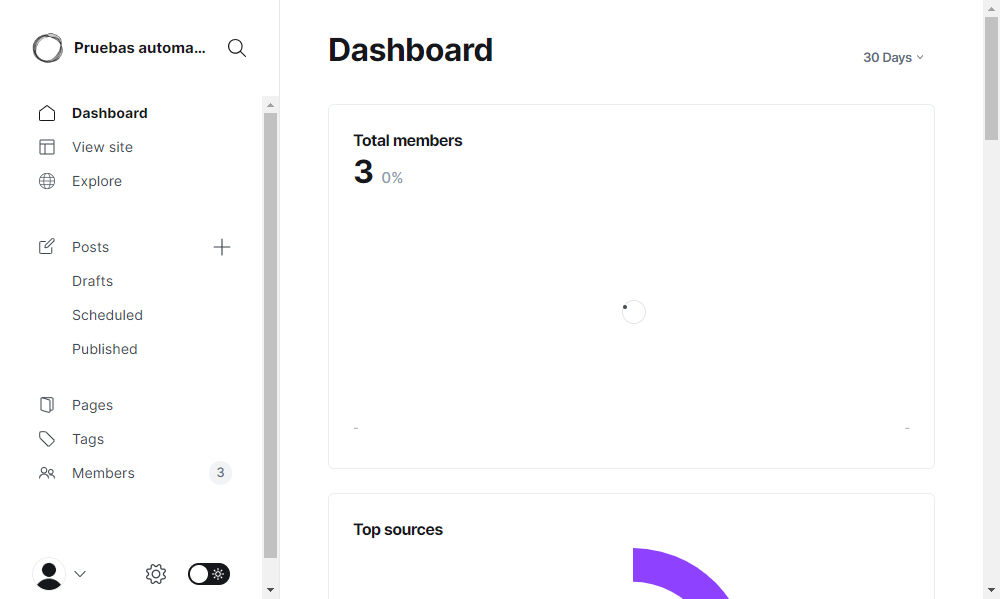 Pruebas automa...
Dashboard
View site
Explore
Posts
Drafts
Scheduled
Published
Pages
Tags
Members
3
Dashboard
30 Days
Total members
3 0%
- -
Top sources